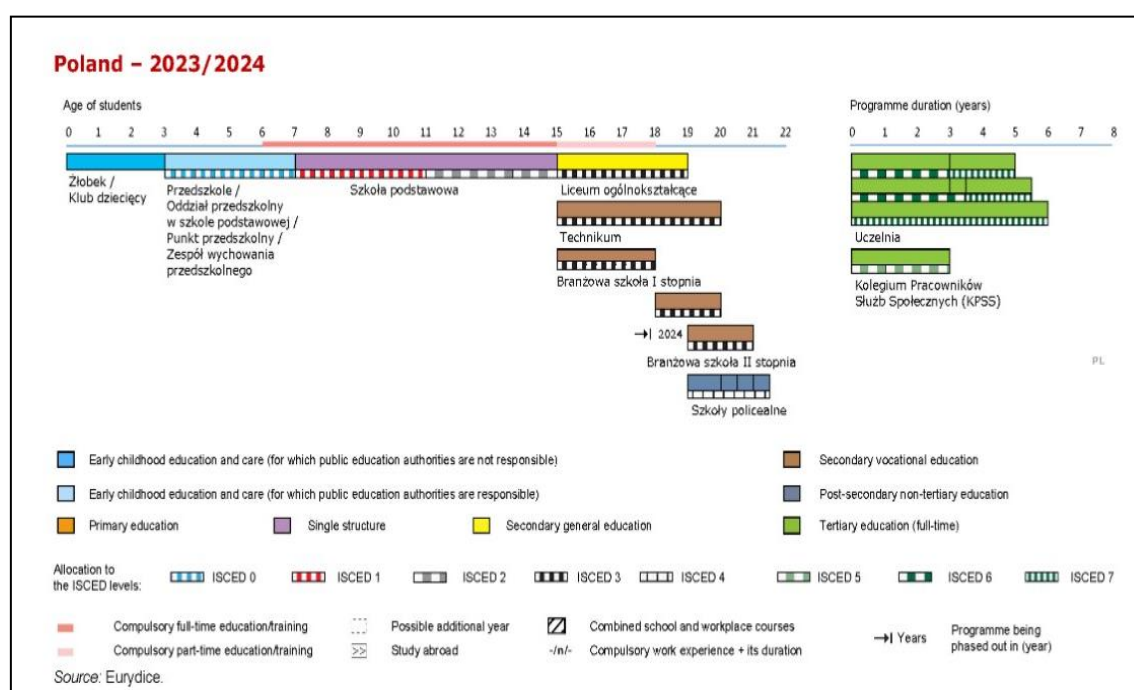 Poland – 2023/2024
Age of students
Programme duration (years)
0 1 2 3 4 5 6 7 8 9 10 11 12 13 14 15 16 17 18 19 20 21 22
0 1 2 3 4 5 6 7 8
Żłobek /
Klub dziecięcy
Przedszkole /
Oddział przedszkolny
w szkole podstawowej /
Punkt przedszkolny /
Zespół wychowania
przedszkolnego
Szkoła podstawowa
Liceum ogólnokształcące
Technikum
Branżowa szkoła I stopnia
2024
Branżowa szkoła II stopnia
Szkoły policealne
Uczelnia
Kolegium Pracowników
Służb Społecznych (KPSS)
PL
Early childhood education and care (for which public education authorities are not responsible)
Secondary vocational education
Early childhood education and care (for which public education authorities are responsible)
Post-secondary non-tertiary education
Primary education
Single structure
Secondary general education
Tertiary education (full-time)
Allocation to
the ISCED levels:
ISCED 0
ISCED 1
ISCED 2
ISCED 3
ISCED 4
ISCED 5
ISCED 6
ISCED 7
Compulsory full-time education/training
Possible additional year
Combined school and workplace courses
Years
Programme being
phased out in (year)
Compulsory part-time education/training
>>
Study abroad
-/n/-
Compulsory work experience + its duration
Source: Eurydice.